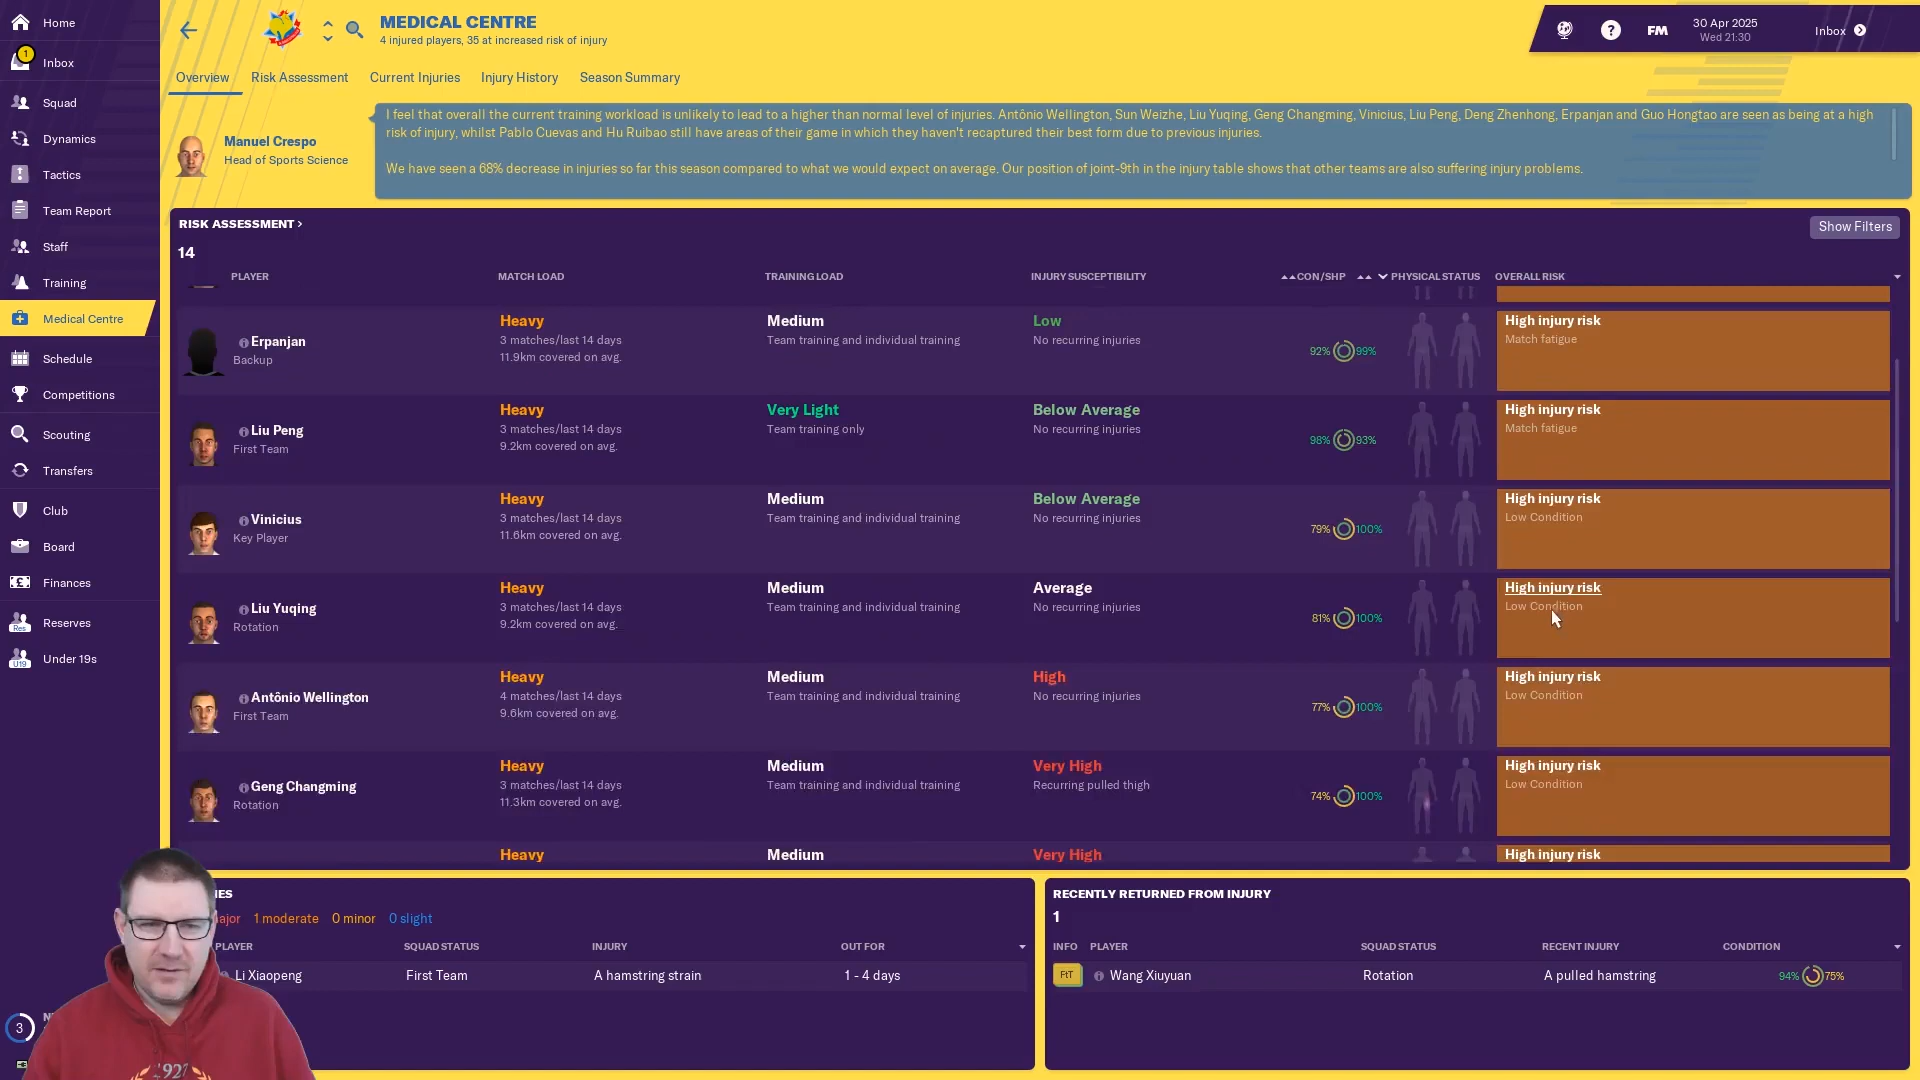 Home
Inbox
1
Squad
Dynamics
Tactics
Team Report
Staff
Training
Medical Centre
Schedule
Competitions
Scouting
Transfers
Club
Board
Finances
Reserves
Res
Under 19s
U19
3
MEDICAL CENTRE
4 injured players, 35 at increased risk of injury
FM
30 Apr 2025
Wed 21:30
Inbox
Overview
Risk Assessment
Current Injuries
Injury History
Season Summary
Manuel Crespo
Head of Sports Science
I feel that overall the current training workload is unlikely to lead to a higher than normal level of injuries. Antônio Wellington, Sun Weizhe, Liu Yuqing, Geng Changming, Vinicius, Liu Peng, Deng Zhenhong, Erpanjan and Guo Hongtao are seen as being at a high
risk of injury, whilst Pablo Cuevas and Hu Ruibao still have areas of their game in which they haven't recaptured their best form due to previous injuries.
We have seen a 68% decrease in injuries so far this season compared to what we would expect on average. Our position of joint-9th in the injury table shows that other teams are also suffering injury problems.
RISK ASSESSMENT >
Show Filters
14
PLAYER MATCH LOAD TRAINING LOAD INJURY SUSCEPTIBILITY CON/SHP PHYSICAL STATUS OVERALL RISK
Heavy Medium Low High injury risk
Erpanjan 3 matches/last 14 days Team training and individual training No recurring injuries 92% 99% Match fatigue
Backup 11.9km covered on avg.
Heavy Very Light Below Average High injury risk
Liu Peng 3 matches/last 14 days Team training only No recurring injuries 98% 93% Match fatigue
First Team 9.2km covered on avg.
Heavy Medium Below Average High injury risk
Vinicius 3 matches/last 14 days Team training and individual training No recurring injuries 79% 100% Low Condition
Key Player 11.6km covered on avg.
Heavy Medium Average High injury risk
Liu Yuqing 3 matches/last 14 days Team training and individual training No recurring injuries 81% 100% Low Condition
Rotation 9.2km covered on avg.
Heavy Medium High High injury risk
Antônio Wellington 4 matches/last 14 days Team training and individual training No recurring injuries 77% 100% Low Condition
First Team 9.6km covered on avg.
Heavy Medium Very High High injury risk
Geng Changming 3 matches/last 14 days Team training and individual training Recurring pulled thigh 74% 100% Low Condition
Rotation 11.3km covered on avg.
Heavy Medium Very High High injury risk
1 moderate 0 minor 0 slight
PLAYER SQUAD STATUS INJURY OUT FOR
Li Xiaopeng First Team A hamstring strain 1 - 4 days
RECENTLY RETURNED FROM INJURY
1
INFO PLAYER SQUAD STATUS RECENT INJURY CONDITION
FtT Wang Xiuyuan Rotation A pulled hamstring 94% 75%
'927